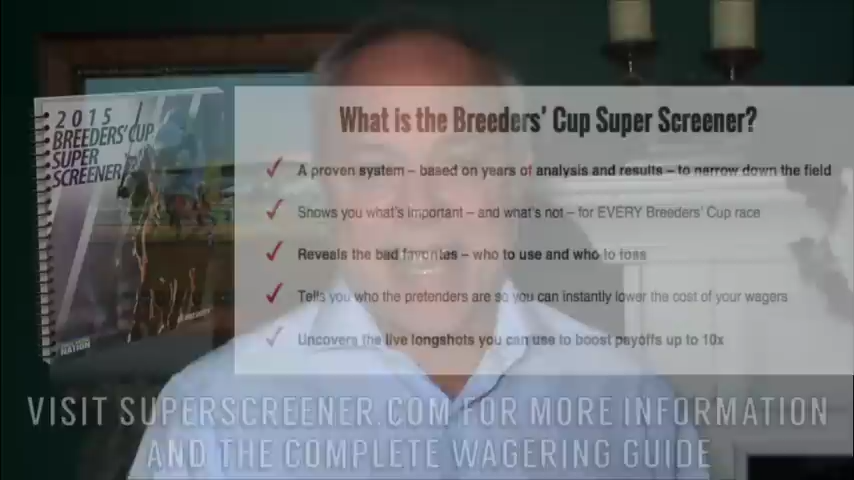 2015
BREEDERS' CUP
SUPER
SCREENER
What is the Breeders' Cup Super Screener?
A proven system – based on years of analysis and results – to narrow down the field
Shows you what's important – and what's not – for EVERY Breeders' Cup race
Reveals the bad favorites – who to use and who to toss
Tells you who the pretenders are so you can instantly lower the cost of your wagers
Uncovers the live longshots you can use to boost payoffs up to 10x
NATION
VISIT SUPERSCREENER.COM FOR MORE INFORMATION
AND THE COMPLETE WAGERING GUIDE